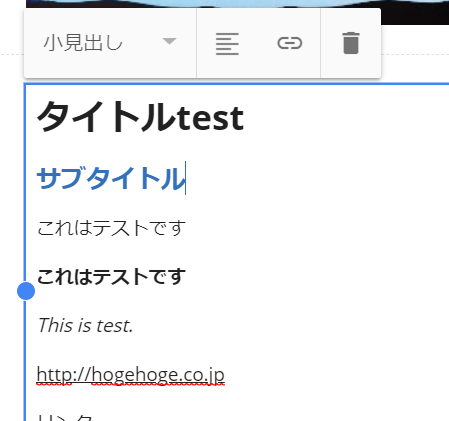 小見出し
タイトルtest
サブタイトル
これはテストです
これはテストです
This is test.
http://hogehoge.co.jp